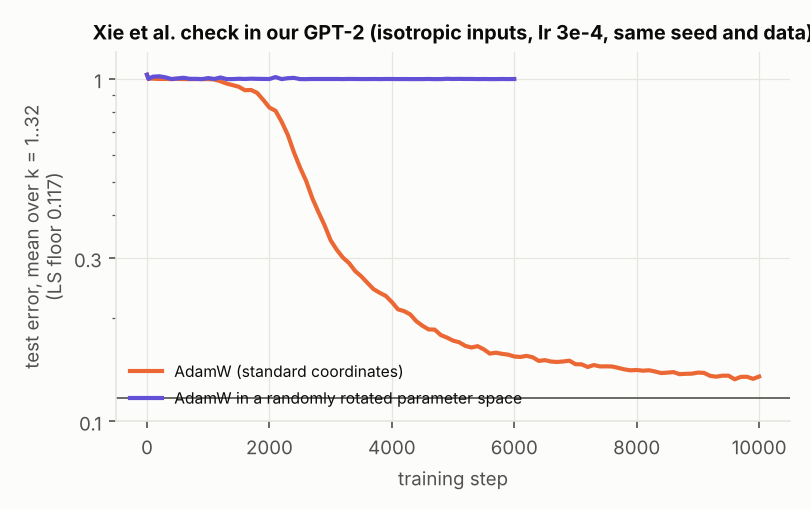 Xie et al. check in our GPT-2 (isotropic inputs, lr 3e-4, same seed and data)
test error, mean over k = 1..32
(LS floor 0.117)
1
0.3
0.1
AdamW (standard coordinates)
AdamW in a randomly rotated parameter space
0 2000 4000 6000 8000 10000
training step